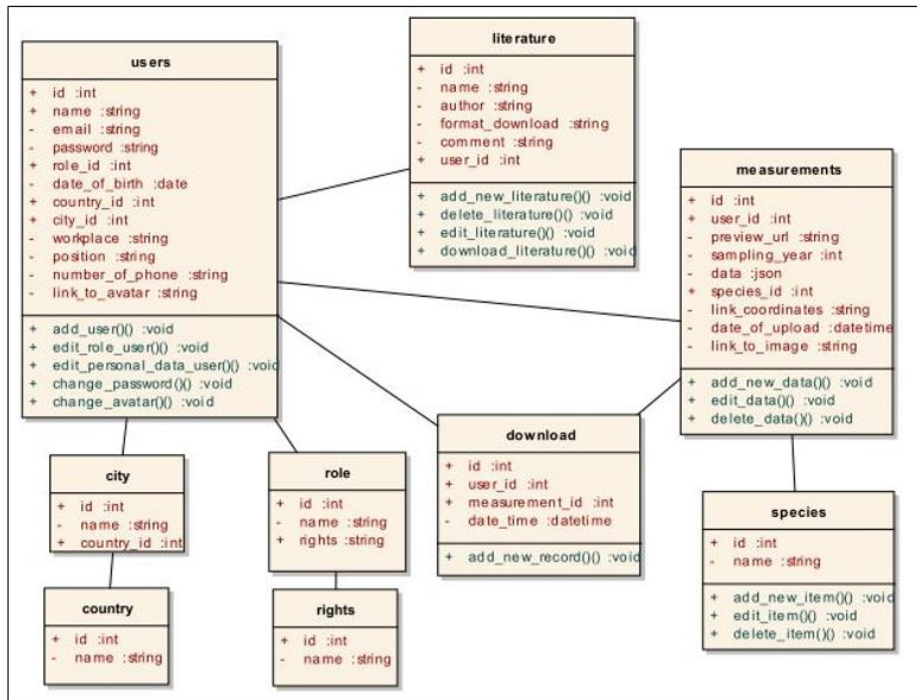 users
+ id :int
+ name :string
- email :string
- password :string
+ role_id :int
- date_of_birth :date
+ country_id :int
+ city_id :int
- workplace :string
- position :string
- number_of_phone :string
- link_to_avatar :string
+ add_user()() :void
+ edit_role_user()() :void
+ edit_personal_data_user()() :void
+ change_password()() :void
+ change_avatar()() :void
literature
+ id :int
- name :string
- author :string
- format_download :string
- comment :string
+ user_id :int
+ add_new_literature()() :void
+ delete_literature()() :void
+ edit_literature()() :void
+ download_literature()() :void
measurements
+ id :int
+ user_id :int
- preview_url :string
- sampling_year :int
- data :json
+ species_id :int
- link_coordinates :string
- date_of_upload :datetime
- link_to_image :string
+ add_new_data()() :void
+ edit_data()() :void
+ delete_data()() :void
city
+ id :int
- name :string
+ country_id :int
role
+ id :int
- name :string
+ rights :string
download
+ id :int
+ user_id :int
+ measurement_id :int
- date_time :datetime
+ add_new_record()() :void
species
+ id :int
- name :string
+ add_new_item()() :void
+ edit_item()() :void
+ delete_item()() :void
country
+ id :int
- name :string
rights
+ id :int
- name :string